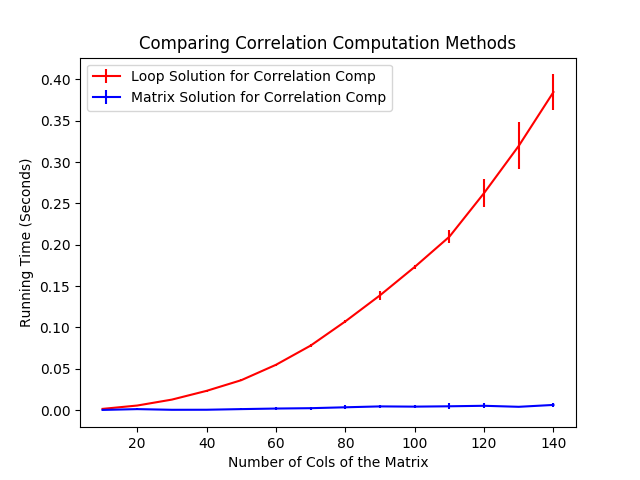 Comparing Correlation Computation Methods
Loop Solution for Correlation Comp
Matrix Solution for Correlation Comp
Running Time (Seconds)
0.40
0.35
0.30
0.25
0.20
0.15
0.10
0.05
0.00
20 40 60 80 100 120 140
Number of Cols of the Matrix